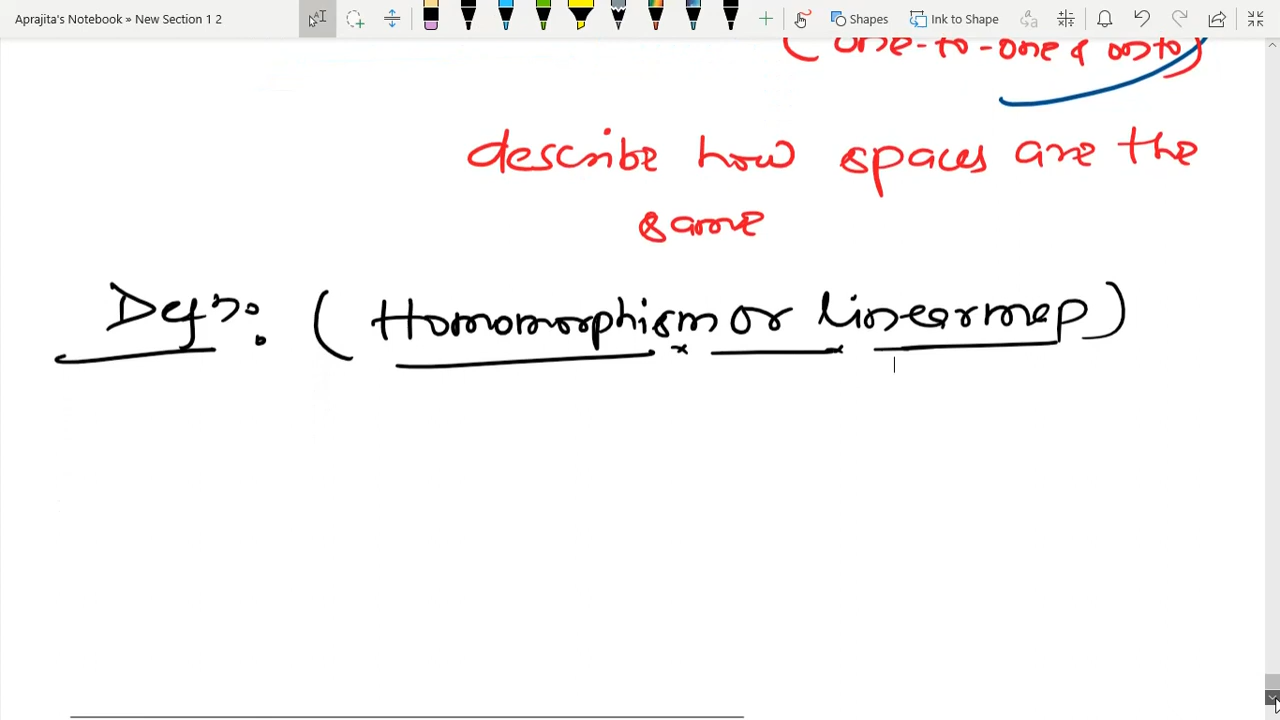 Aprajita's Notebook » New Section 1 2
Shapes
Ink to Shape
(one-to-one & onto)
describe how spaces are the
same
Defn: (Homomorphism or linear map)